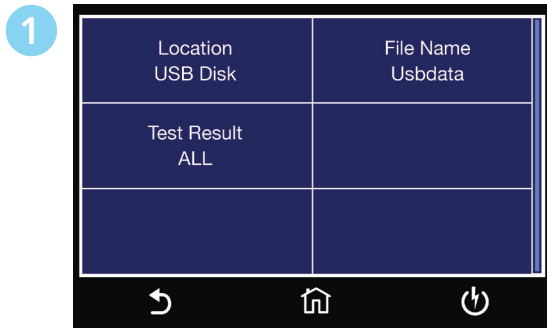 1
Location
USB Disk
File Name
Usbdata
Test Result
ALL